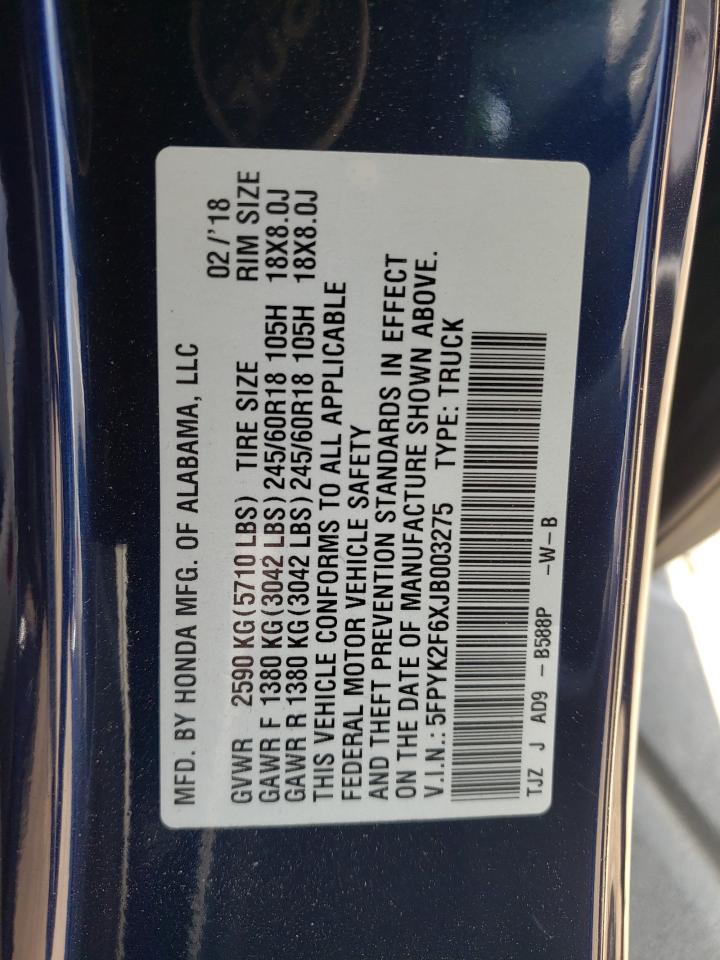 MFD. BY HONDA MFG. OF ALABAMA, LLC 02/'18
GVWR 2590 KG(5710 LBS) TIRE SIZE RIM SIZE
GAWR F 1380 KG(3042 LBS)245/60R18 105H 18X8.0J
GAWR R 1380 KG(3042 LBS)245/60R18 105H 18X8.0J
THIS VEHICLE CONFORMS TO ALL APPLICABLE
FEDERAL MOTOR VEHICLE SAFETY
AND THEFT PREVENTION STANDARDS IN EFFECT
ON THE DATE OF MANUFACTURE SHOWN ABOVE.
V.I.N.: 5FPYK2F6XJB003275 TYPE: TRUCK
TJZ J AD9 -B588P -W-B